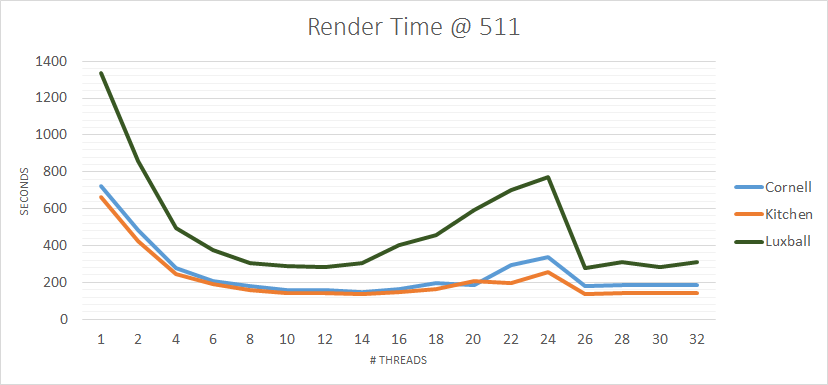 Render Time @ 511
1400
1200
1000
800
600
400
200
0
SECONDS
1 2 4 6 8 10 12 14 16 18 20 22 24 26 28 30 32
# THREADS
Cornell
Kitchen
Luxball